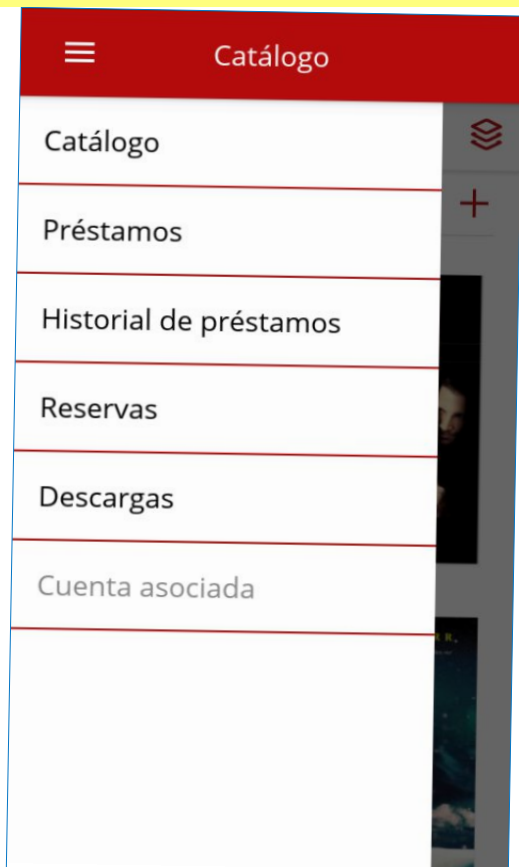 Catálogo
Catálogo
Préstamos
Historial de préstamos
Reservas
Descargas
Cuenta asociada